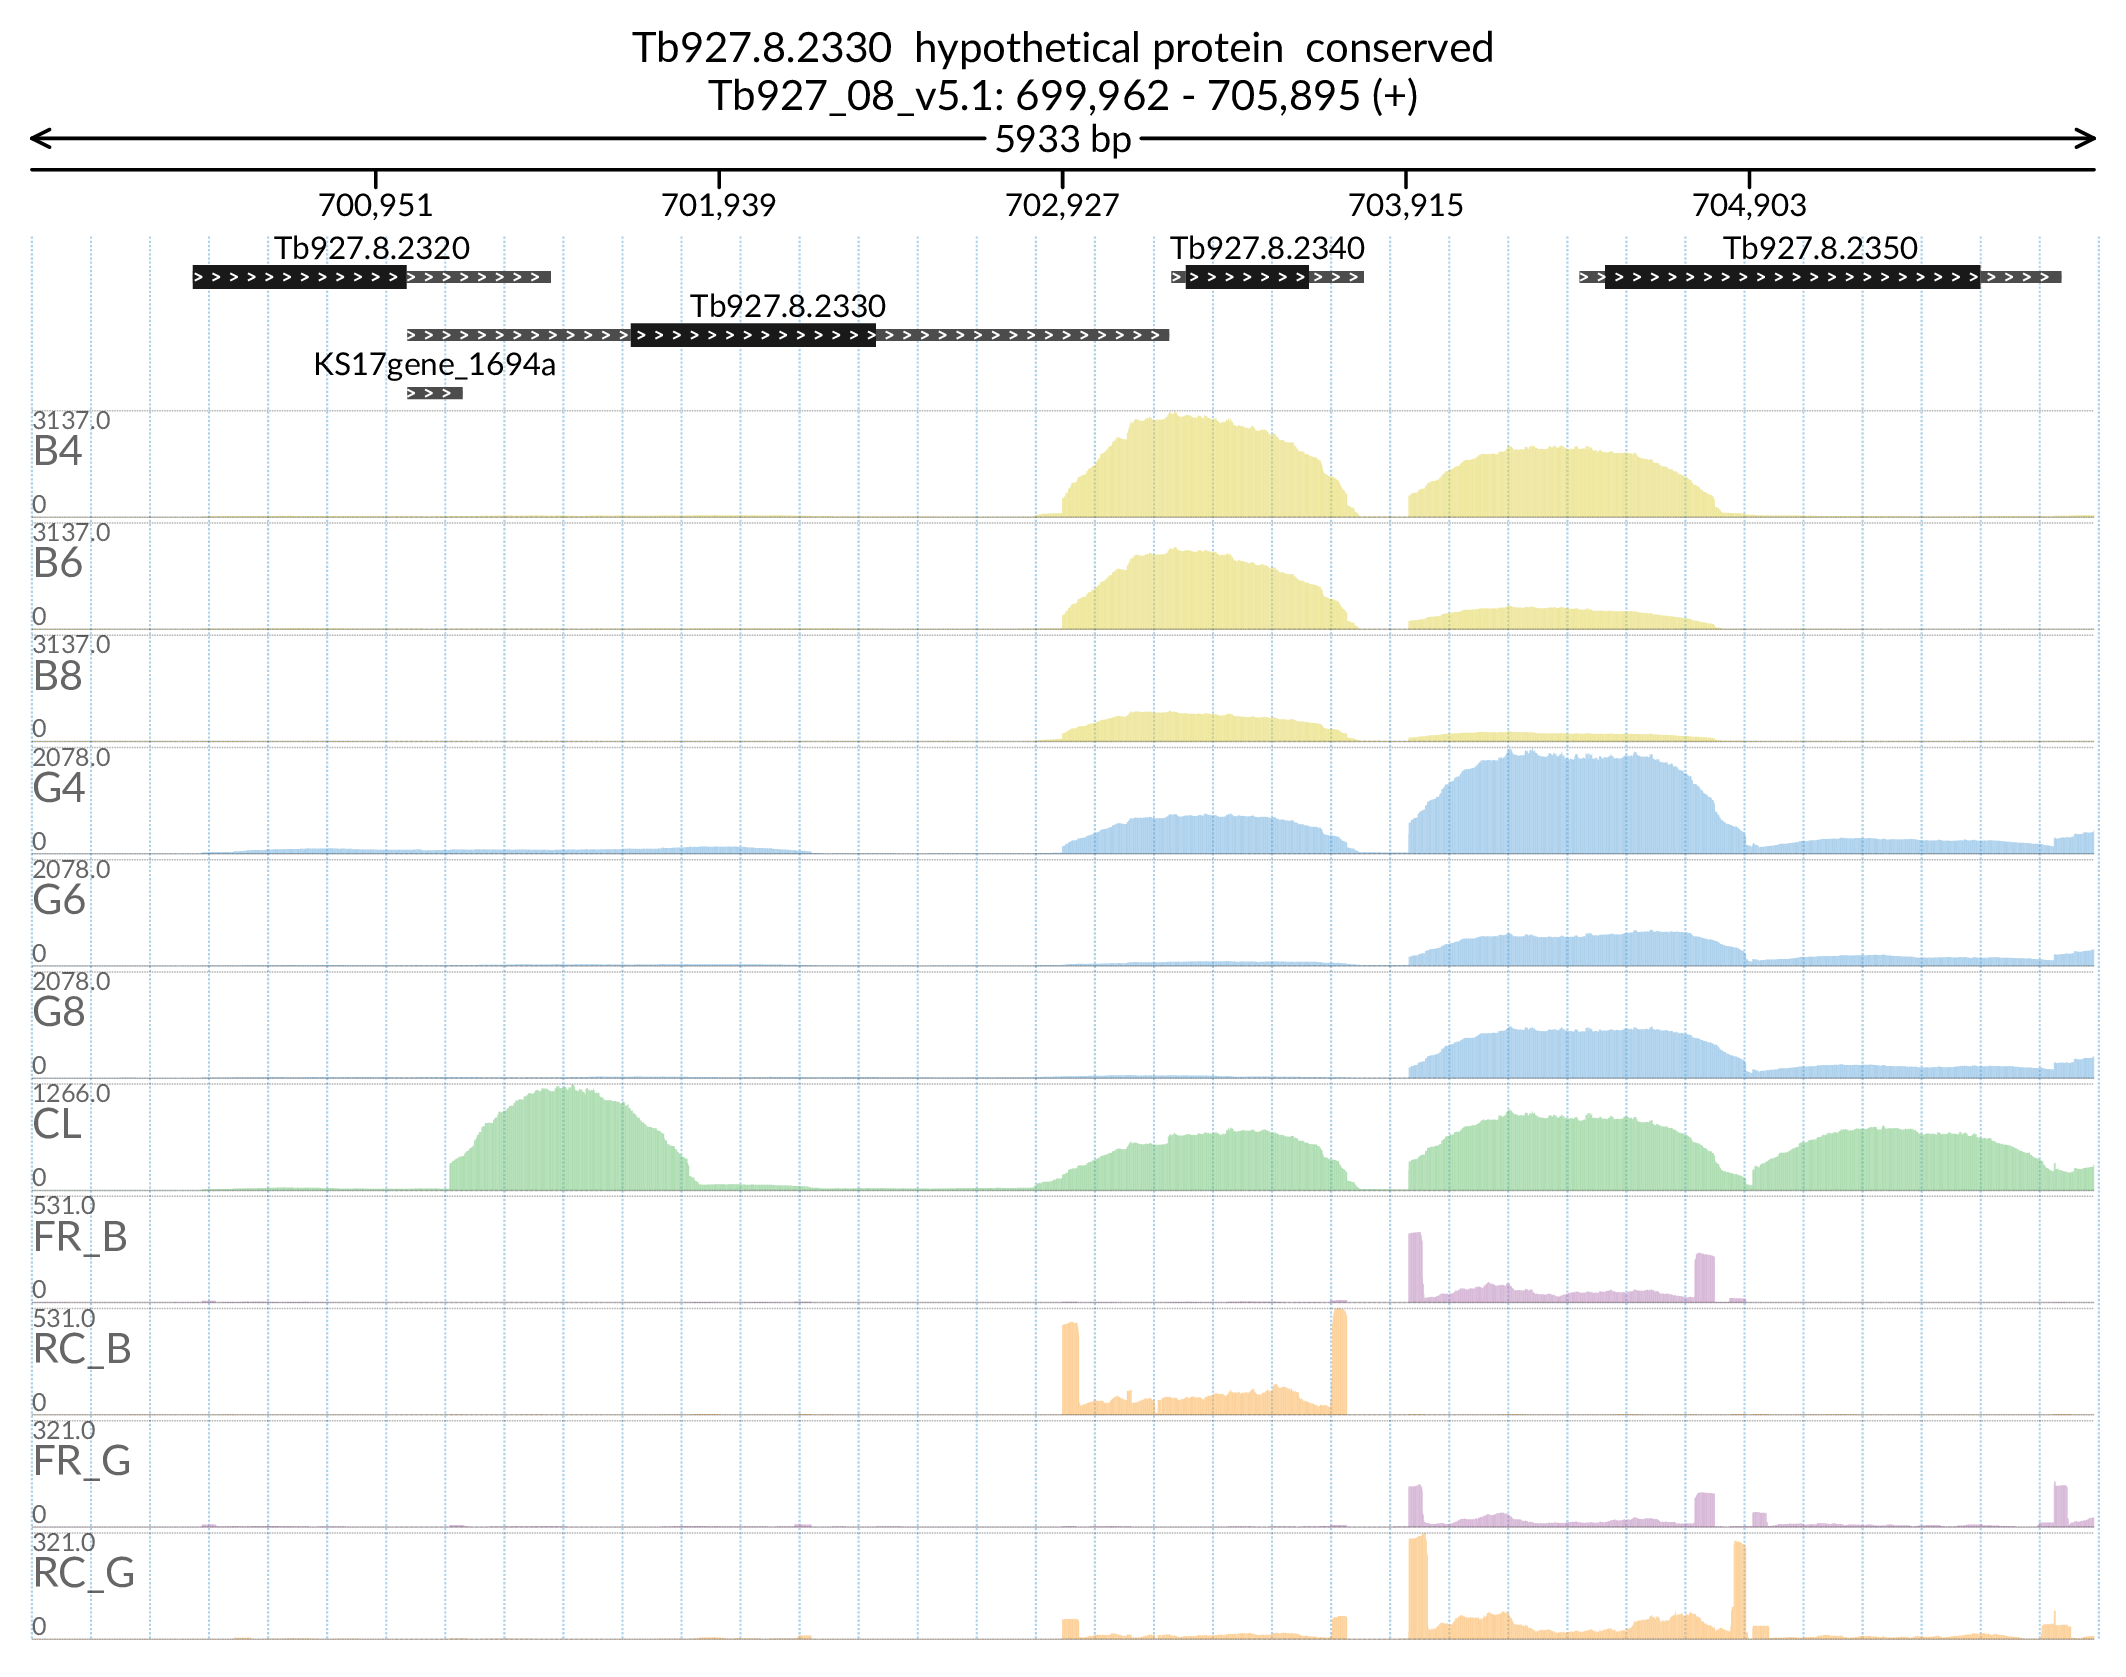 Tb927.8.2330  hypothetical protein  conserved
Tb927_08_v5.1: 699,962 - 705,895 (+)
5933 bp
700,951 701,939 702,927 703,915 704,903
Tb927.8.2320 Tb927.8.2340 Tb927.8.2350
Tb927.8.2330
KS17gene_1694a
3137.0
B4
0
3137.0
B6
0
3137.0
B8
0
2078.0
G4
0
2078.0
G6
0
2078.0
G8
0
1266.0
CL
0
531.0
FR_B
0
531.0
RC_B
0
321.0
FR_G
0
321.0
RC_G
0